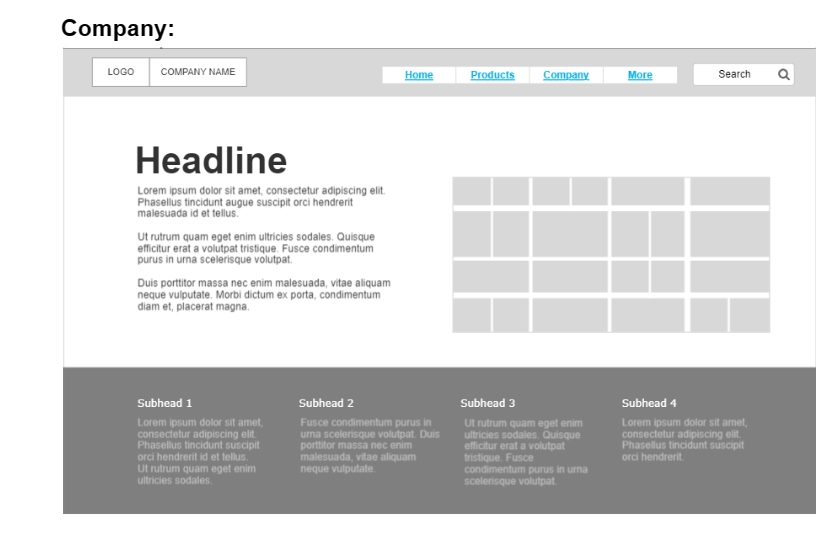 Company:
LOGO COMPANY NAME Home Products Company More Search
Headline
Lorem ipsum dolor sit amet, consectetur adipiscing elit.
Phasellus tincidunt augue suscipit orci hendrerit
malesuada id et tellus.
Ut rutrum quam eget enim ultricies sodales. Quisque
efficitur erat a volutpat tristique. Fusce condimentum
purus in urna scelerisque volutpat.
Duis porttitor massa nec enim malesuada, vitae aliquam
neque vulputate. Morbi dictum ex porta, condimentum
diam et, placerat magna.
Subhead 1
Lorem ipsum dolor sit amet,
consectetur adipiscing elit.
Phasellus tincidunt suscipit
orci hendrerit id et tellus.
Ut rutrum quam eget enim
ultricies sodales.
Subhead 2
Fusce condimentum purus in
urna scelerisque volutpat. Duis
porttitor massa nec enim
malesuada, vitae aliquam
neque vulputate.
Subhead 3
Ut rutrum quam eget enim
ultricies sodales. Quisque
efficitur erat a volutpat
tristique. Fusce
condimentum purus in urna
scelerisque volutpat.
Subhead 4
Lorem ipsum dolor sit amet,
consectetur adipiscing elit.
Phasellus tincidunt suscipit
orci hendrerit.